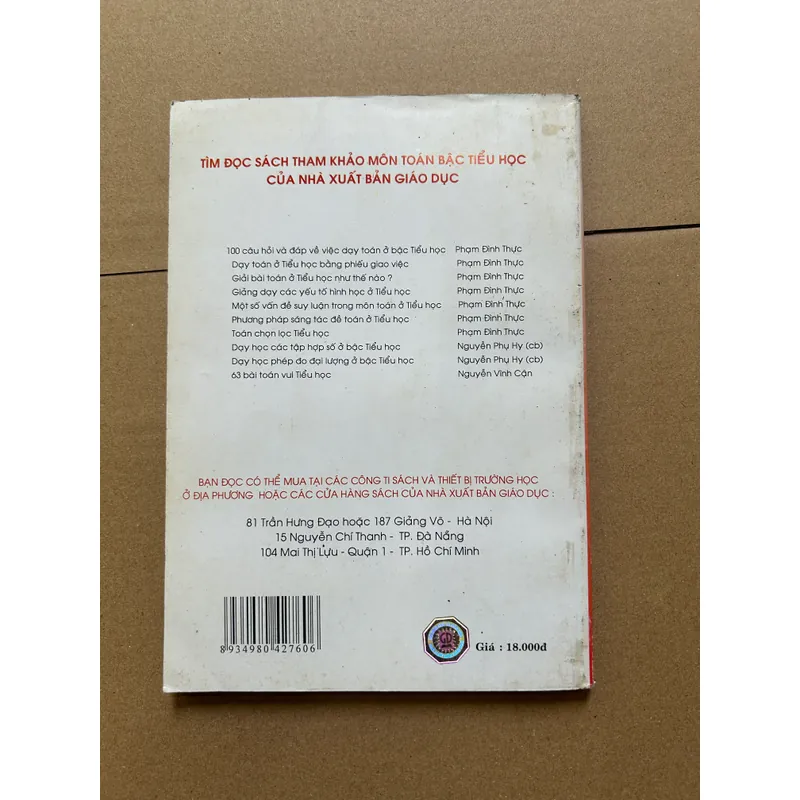 TÌM ĐỌC SÁCH THAM KHẢO MÔN TOÁN BẬC TIỂU HỌC
CỦA NHÀ XUẤT BẢN GIÁO DỤC
100 câu hỏi và đáp về việc dạy toán ở bậc Tiểu học Phạm Đình Thực
Dạy toán ở Tiểu học bằng phiếu giao việc Phạm Đình Thực
Giải bài toán ở Tiểu học như thế nào ? Phạm Đình Thực
Giảng dạy các yếu tố hình học ở Tiểu học Phạm Đình Thực
Một số vấn đề suy luận trong môn toán ở Tiểu học Phạm Đình Thực
Phương pháp sáng tác đề toán ở Tiểu học Phạm Đình Thực
Toán chọn lọc Tiểu học Phạm Đình Thực
Dạy học các tập hợp số ở bậc Tiểu học Nguyễn Phụ Hy (cb)
Dạy học phép đo đại lượng ở bậc Tiểu học Nguyễn Phụ Hy (cb)
63 bài toán vui Tiểu học Nguyễn Vĩnh Cận
BẠN ĐỌC CÓ THỂ MUA TẠI CÁC CÔNG TI SÁCH VÀ THIẾT BỊ TRƯỜNG HỌC
Ở ĐỊA PHƯƠNG HOẶC CÁC CỬA HÀNG SÁCH CỦA NHÀ XUẤT BẢN GIÁO DỤC :
81 Trần Hưng Đạo hoặc 187 Giảng Võ - Hà Nội
15 Nguyễn Chí Thanh - TP. Đà Nẵng
104 Mai Thị Lựu - Quận 1 - TP. Hồ Chí Minh
8934980 427606
Giá : 18.000đ